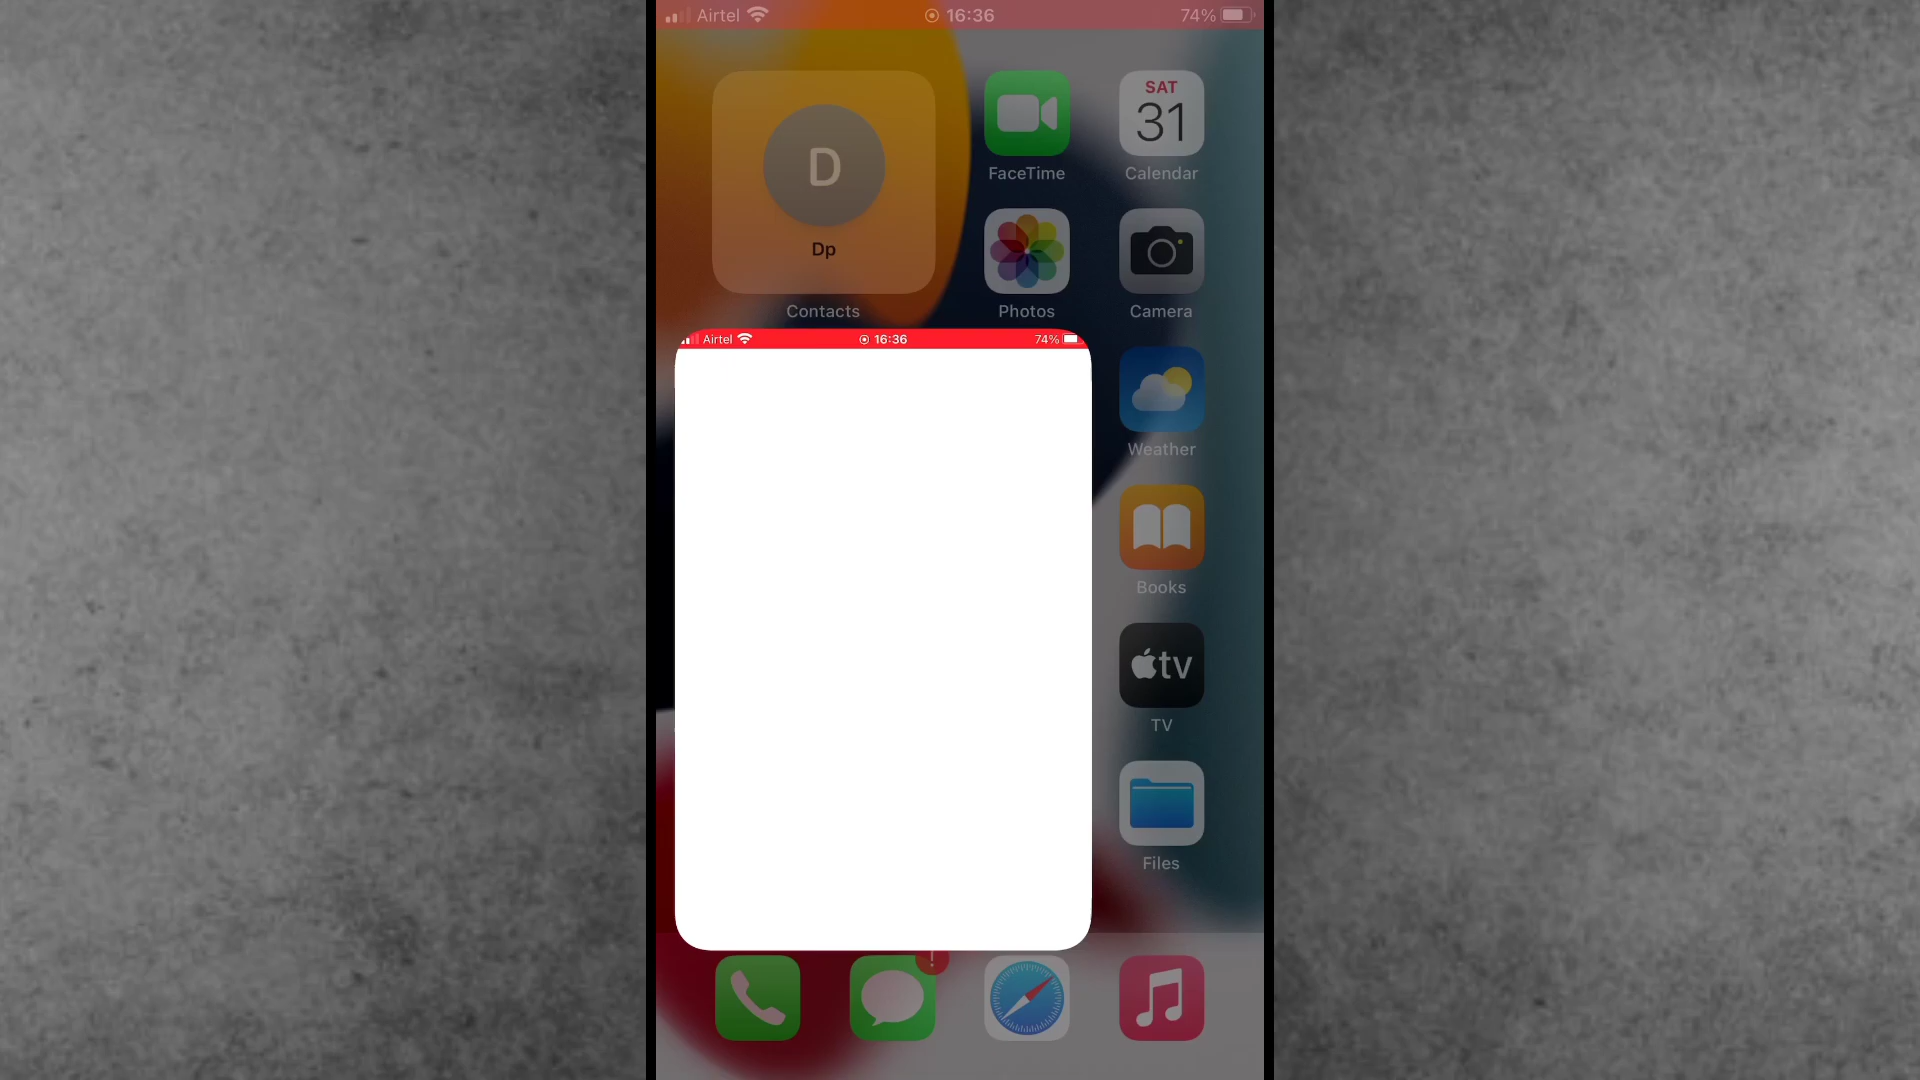 Airtel 16:36 74%
SAT
31
D
FaceTime Calendar
Dp
Contacts Photos Camera
Airtel 16:36 74%
Weather
Books
tv
TV
Files
!